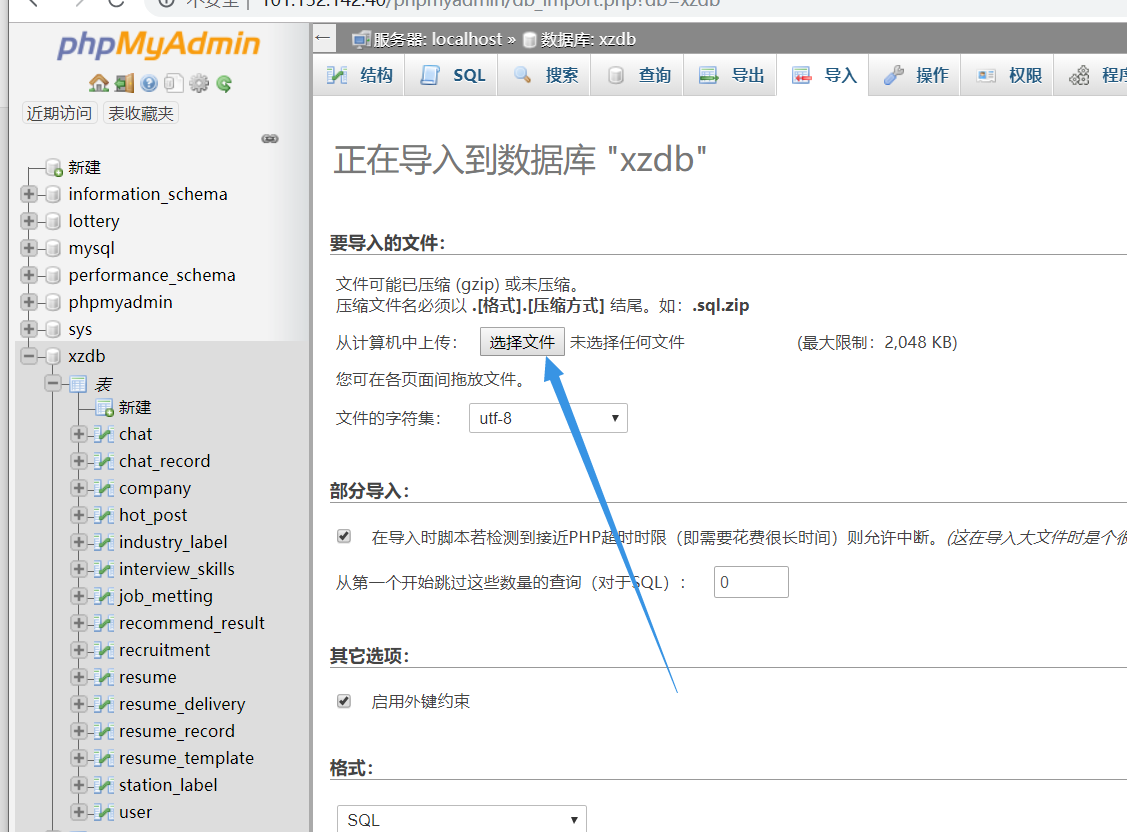 不安全 | 101.132.142.40/phpmyadmin/db_import.php?db=xzdb
phpMyAdmin
近期访问 表收藏夹
新建
information_schema
lottery
mysql
performance_schema
phpmyadmin
sys
xzdb
表
新建
chat
chat_record
company
hot_post
industry_label
interview_skills
job_metting
recommend_result
recruitment
resume
resume_delivery
resume_record
resume_template
station_label
user
服务器: localhost » 数据库: xzdb
结构 SQL 搜索 查询 导出 导入 操作 权限 程序
正在导入到数据库 "xzdb"
要导入的文件:
文件可能已压缩 (gzip) 或未压缩。
压缩文件名必须以 .[格式].[压缩方式] 结尾。如：.sql.zip
从计算机中上传： 选择文件 未选择任何文件 (最大限制：2,048 KB)
您可在各页面间拖放文件。
文件的字符集： utf-8
部分导入:
在导入时脚本若检测到接近PHP超时时限（即需要花费很长时间）则允许中断。(这在导入大文件时是个很
从第一个开始跳过这些数量的查询（对于SQL）： 0
其它选项:
启用外键约束
格式:
SQL